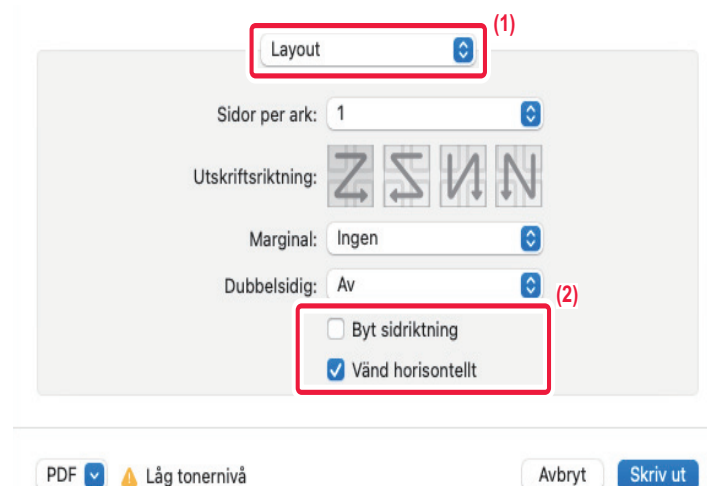 (1)
Layout
Sidor per ark: 1
Utskriftsriktning:
Marginal: Ingen
Dubbelsidig: Av
(2)
Byt sidriktning
Vänd horisontellt
PDF Låg tonernivå Avbryt Skriv ut